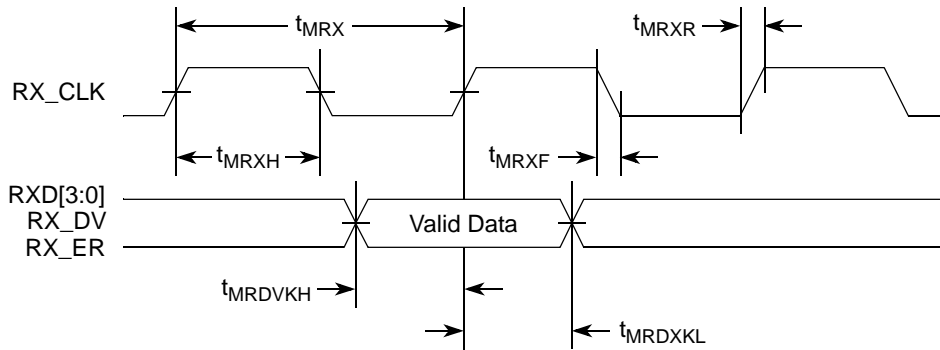 tMRX
tMRXR
RX_CLK
tMRXH
tMRXF
RXD[3:0]
RX_DV
Valid Data
RX_ER
tMRDVKH
tMRDXKL